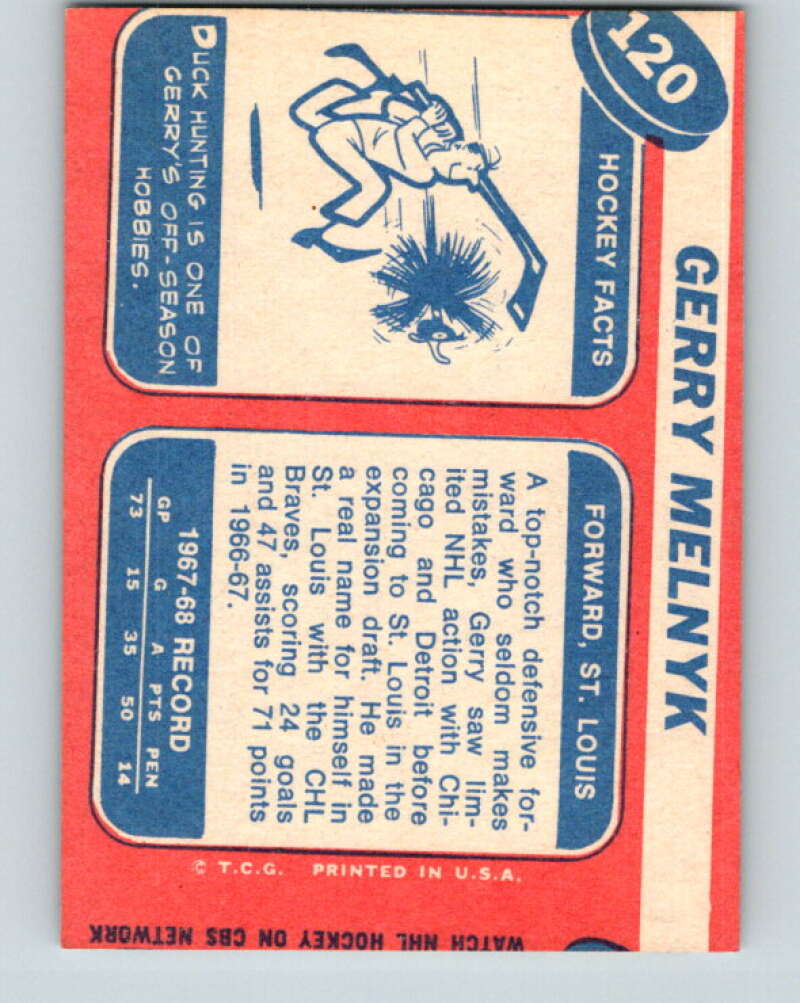 120
GERRY MELNYK
HOCKEY FACTS
DUCK HUNTING IS ONE OF
GERRY'S OFF-SEASON
HOBBIES.
FORWARD, ST. LOUIS
A top-notch defensive for-
ward who seldom makes
mistakes, Gerry saw lim-
ited NHL action with Chi-
cago and Detroit before
coming to St. Louis in the
expansion draft. He made
a real name for himself in
St. Louis with the CHL
Braves, scoring 24 goals
and 47 assists for 71 points
in 1966-67.
1967-68 RECORD
GP G A PTS PEN
73 15 35 50 14
© T.C.G. PRINTED IN U.S.A.
WATCH NHL HOCKEY ON CBS NETWORK